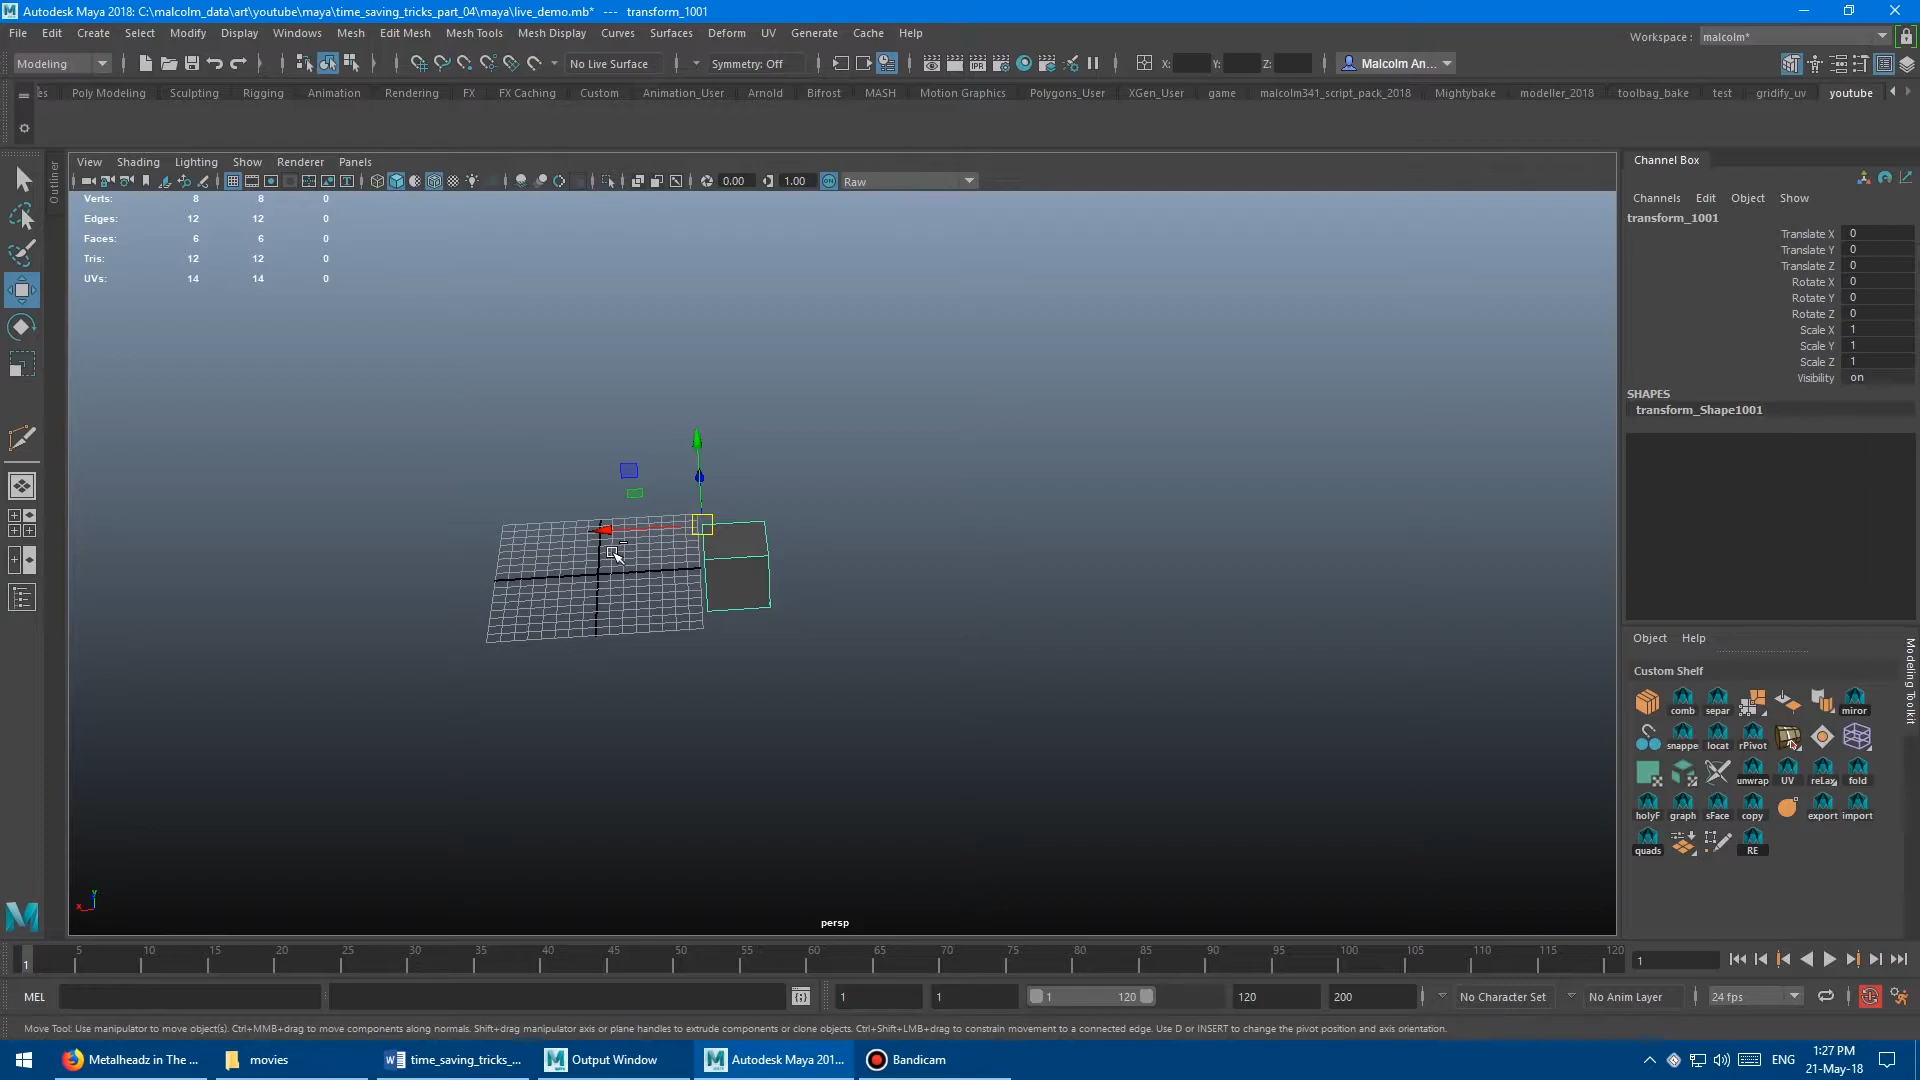 Autodesk Maya 2018: C:\malcolm_data\art\youtube\maya\time_saving_tricks_part_04\maya\live_demo.mb* --- transform_1001
File Edit Create Select Modify Display Windows Mesh Edit Mesh Mesh Tools Mesh Display Curves Surfaces Deform UV Generate Cache Help
Workspace : malcolm*
Modeling No Live Surface Symmetry: Off X: Y: Z: Malcolm An...
es Poly Modeling Sculpting Rigging Animation Rendering FX FX Caching Custom Animation_User Arnold Bifrost MASH Motion Graphics Polygons_User XGen_User game malcolm341_script_pack_2018 Mightybake modeller_2018 toolbag_bake test gridify_uv youtube
Outliner
View Shading Lighting Show Renderer Panels
0.00 1.00 Raw
Verts: 8 8 0
Edges: 12 12 0
Faces: 6 6 0
Tris: 12 12 0
UVs: 14 14 0
persp
Channel Box
Channels Edit Object Show
transform_1001
Translate X 0
Translate Y 0
Translate Z 0
Rotate X 0
Rotate Y 0
Rotate Z 0
Scale X 1
Scale Y 1
Scale Z 1
Visibility on
SHAPES
transform_Shape1001
Object Help
Modeling Toolkit
Custom Shelf
comb separ miror
snappe locat rPivot
unwrap UV reLax fold
holyF graph sFace copy export import
quads RE
5 10 15 20 25 30 35 40 45 50 55 60 65 70 75 80 85 90 95 100 105 110 115 120
1 1
MEL 1 1 1 120 120 200 No Character Set No Anim Layer 24 fps
Move Tool: Use manipulator to move object(s). Ctrl+MMB+drag to move components along normals. Shift+drag manipulator axis or plane handles to extrude components or clone objects. Ctrl+Shift+LMB+drag to constrain movement to a connected edge. Use D or INSERT to change the pivot position and axis orientation.
Metalheadz in The ... movies time_saving_tricks_... Output Window Autodesk Maya 201... Bandicam ENG 1:27 PM
21-May-18